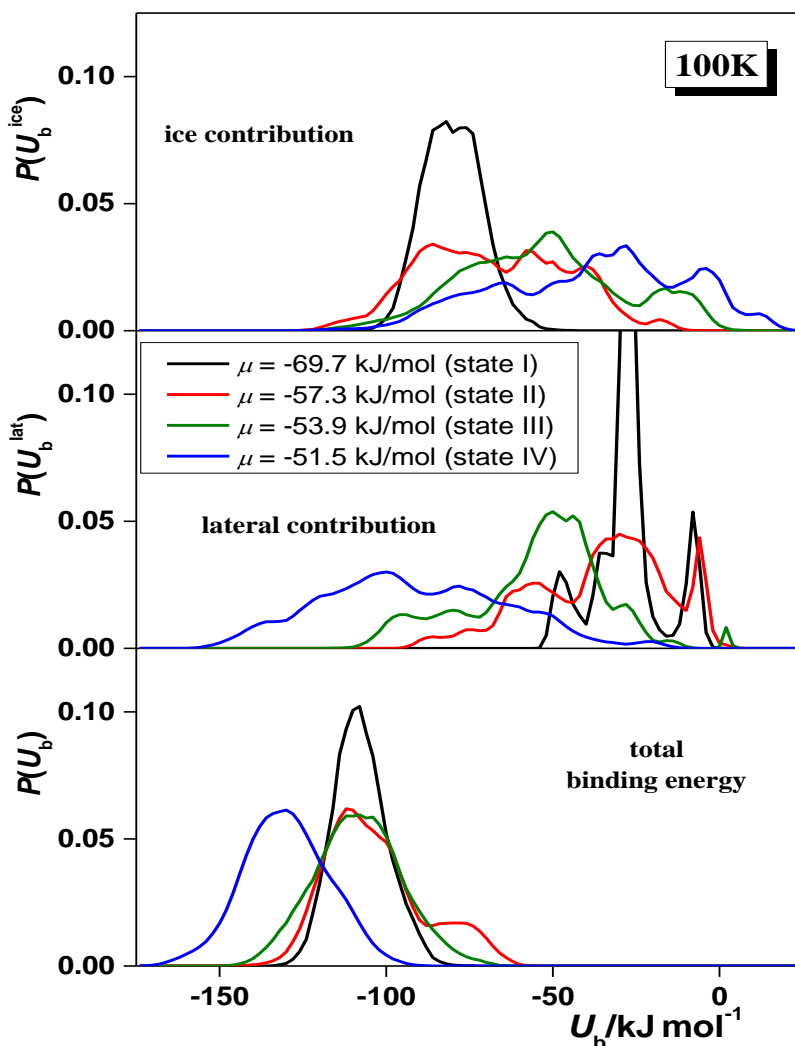 100K
0.10
P(U_b^ice)
ice contribution
0.05
0.00
μ = -69.7 kJ/mol (state I)
μ = -57.3 kJ/mol (state II)
μ = -53.9 kJ/mol (state III)
μ = -51.5 kJ/mol (state IV)
0.10
P(U_b^lat)
0.05
lateral contribution
0.00
0.10
P(U_b)
total
binding energy
0.05
0.00
-150 -100 -50 0
U_b/kJ mol^-1